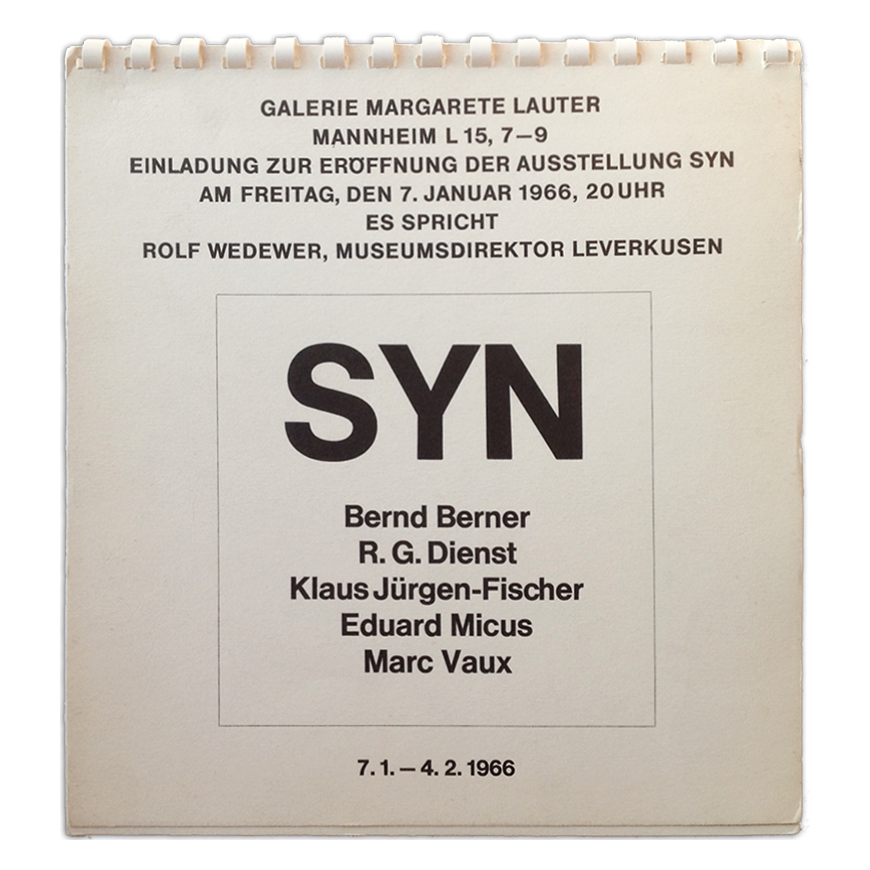 GALERIE MARGARETE LAUTER
MANNHEIM L 15, 7—9
EINLADUNG ZUR ERÖFFNUNG DER AUSSTELLUNG SYN
AM FREITAG, DEN 7. JANUAR 1966, 20 UHR
ES SPRICHT
ROLF WEDEWER, MUSEUMSDIREKTOR LEVERKUSEN
SYN
Bernd Berner
R. G. Dienst
Klaus Jürgen-Fischer
Eduard Micus
Marc Vaux
7. 1. — 4. 2. 1966